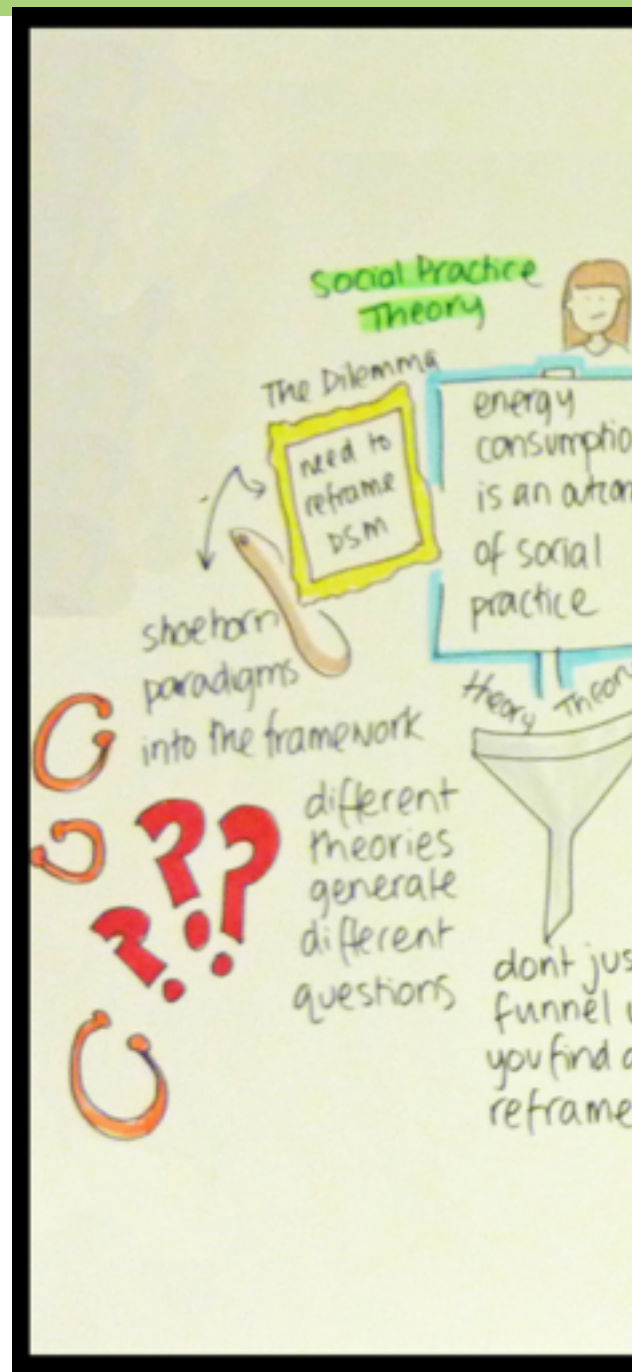 Social Practice
Theory
The Dilemma
need to
reframe
DSM
energy
consumptio
is an
of social
practice
shoehorn
paradigms
into the framework
theory
theor
different
theories
generate
different
questions
dont jus
funnel
you find
reframe